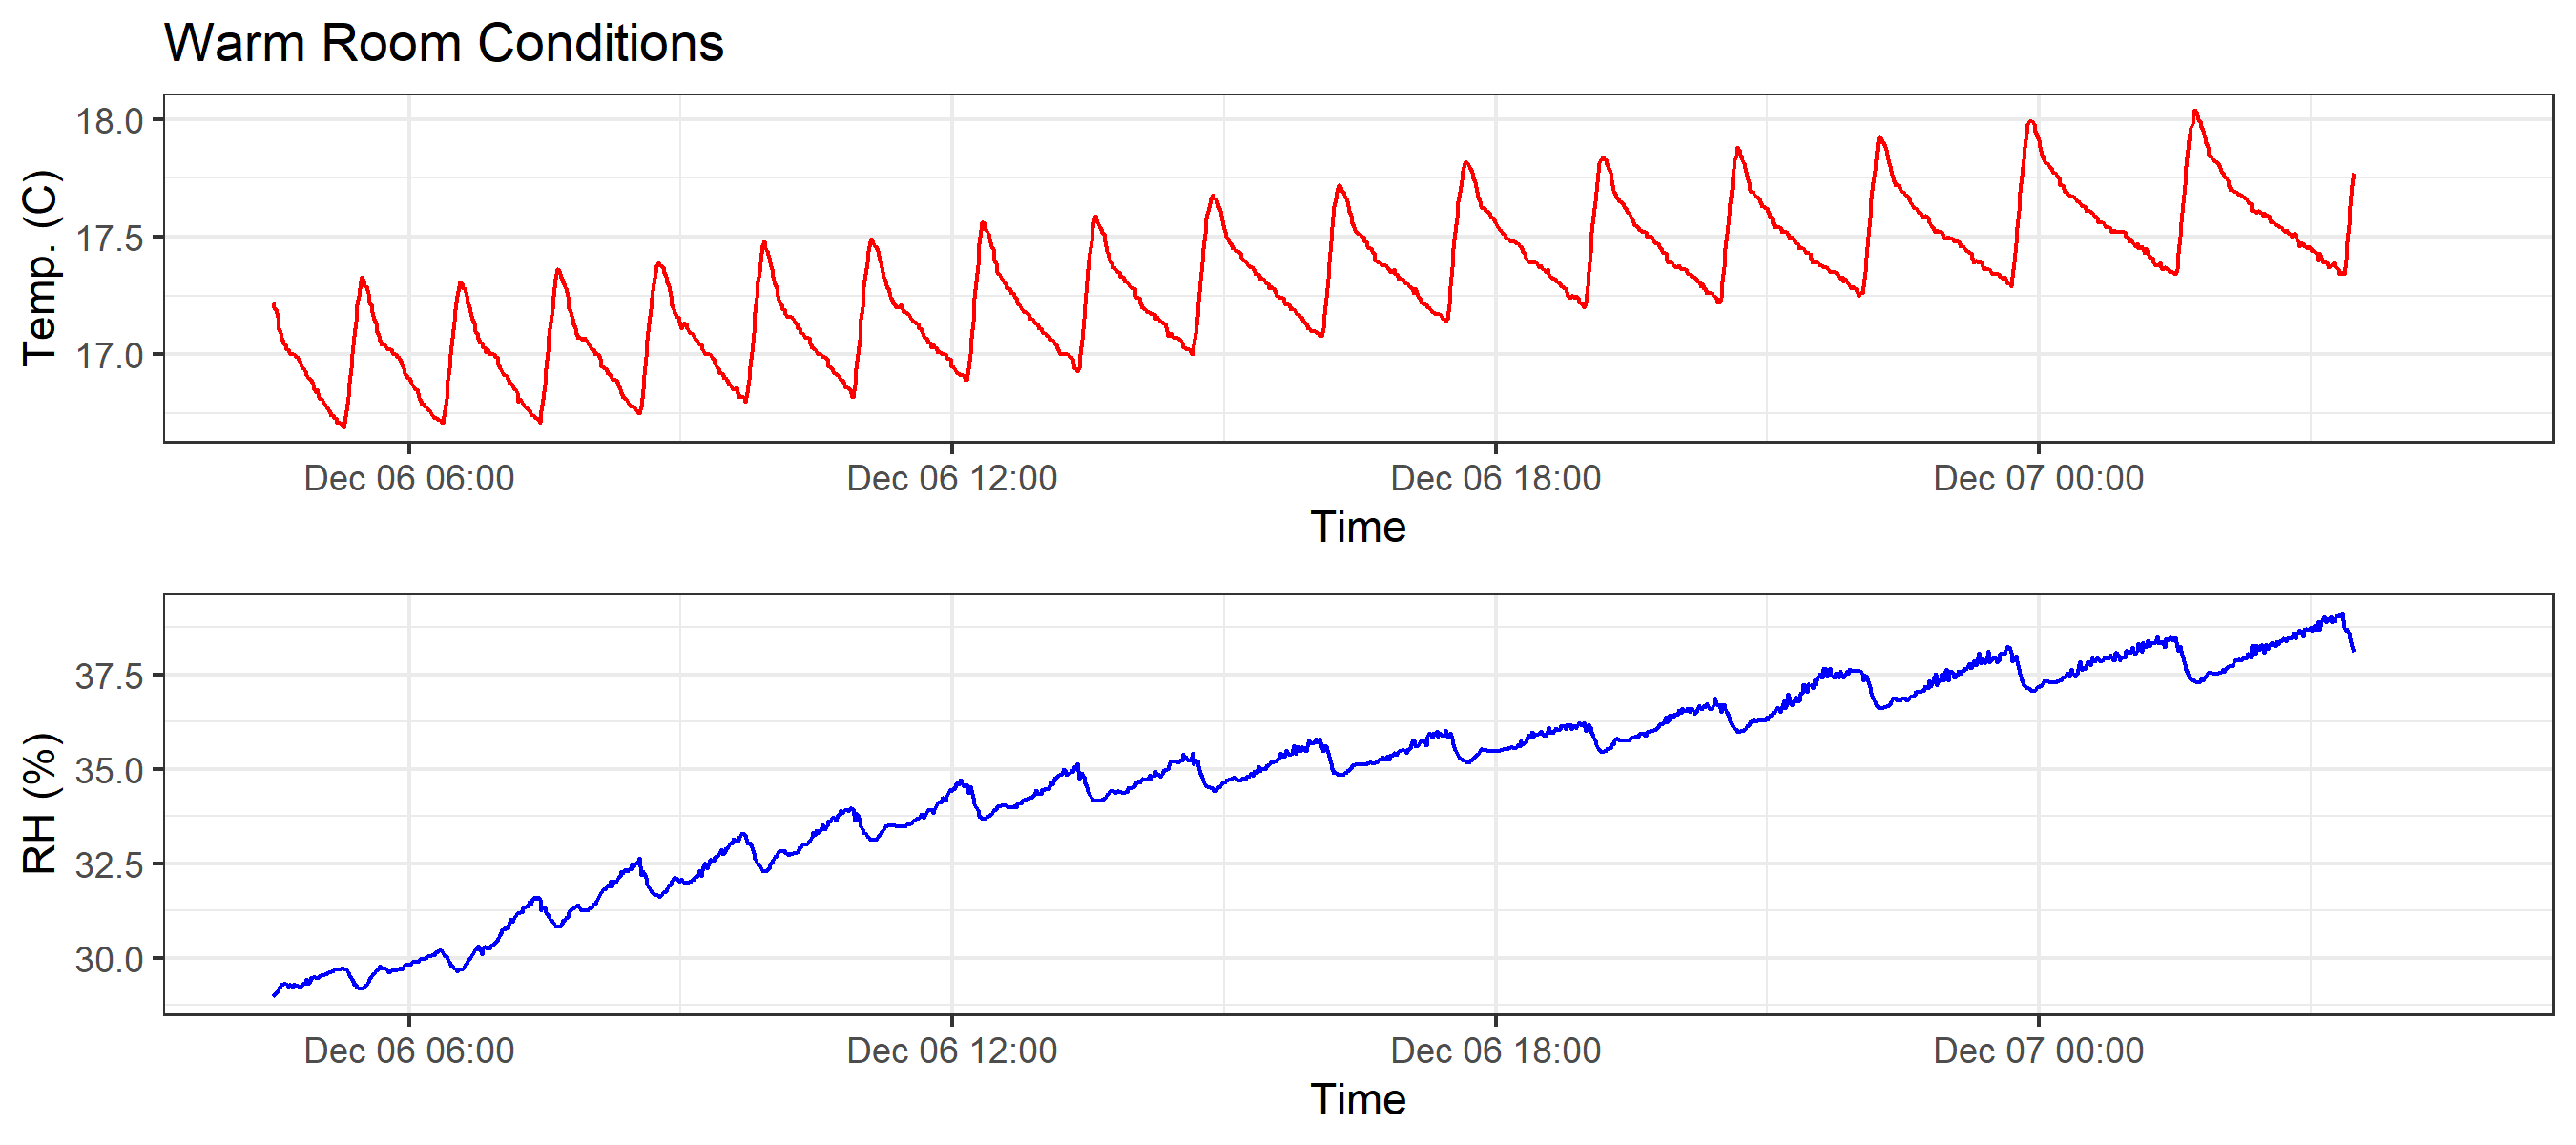 Warm Room Conditions
Temp. (C)
18.0
17.5
17.0
Dec 06 06:00 Dec 06 12:00 Dec 06 18:00 Dec 07 00:00
Time
RH (%)
37.5
35.0
32.5
30.0
Dec 06 06:00 Dec 06 12:00 Dec 06 18:00 Dec 07 00:00
Time